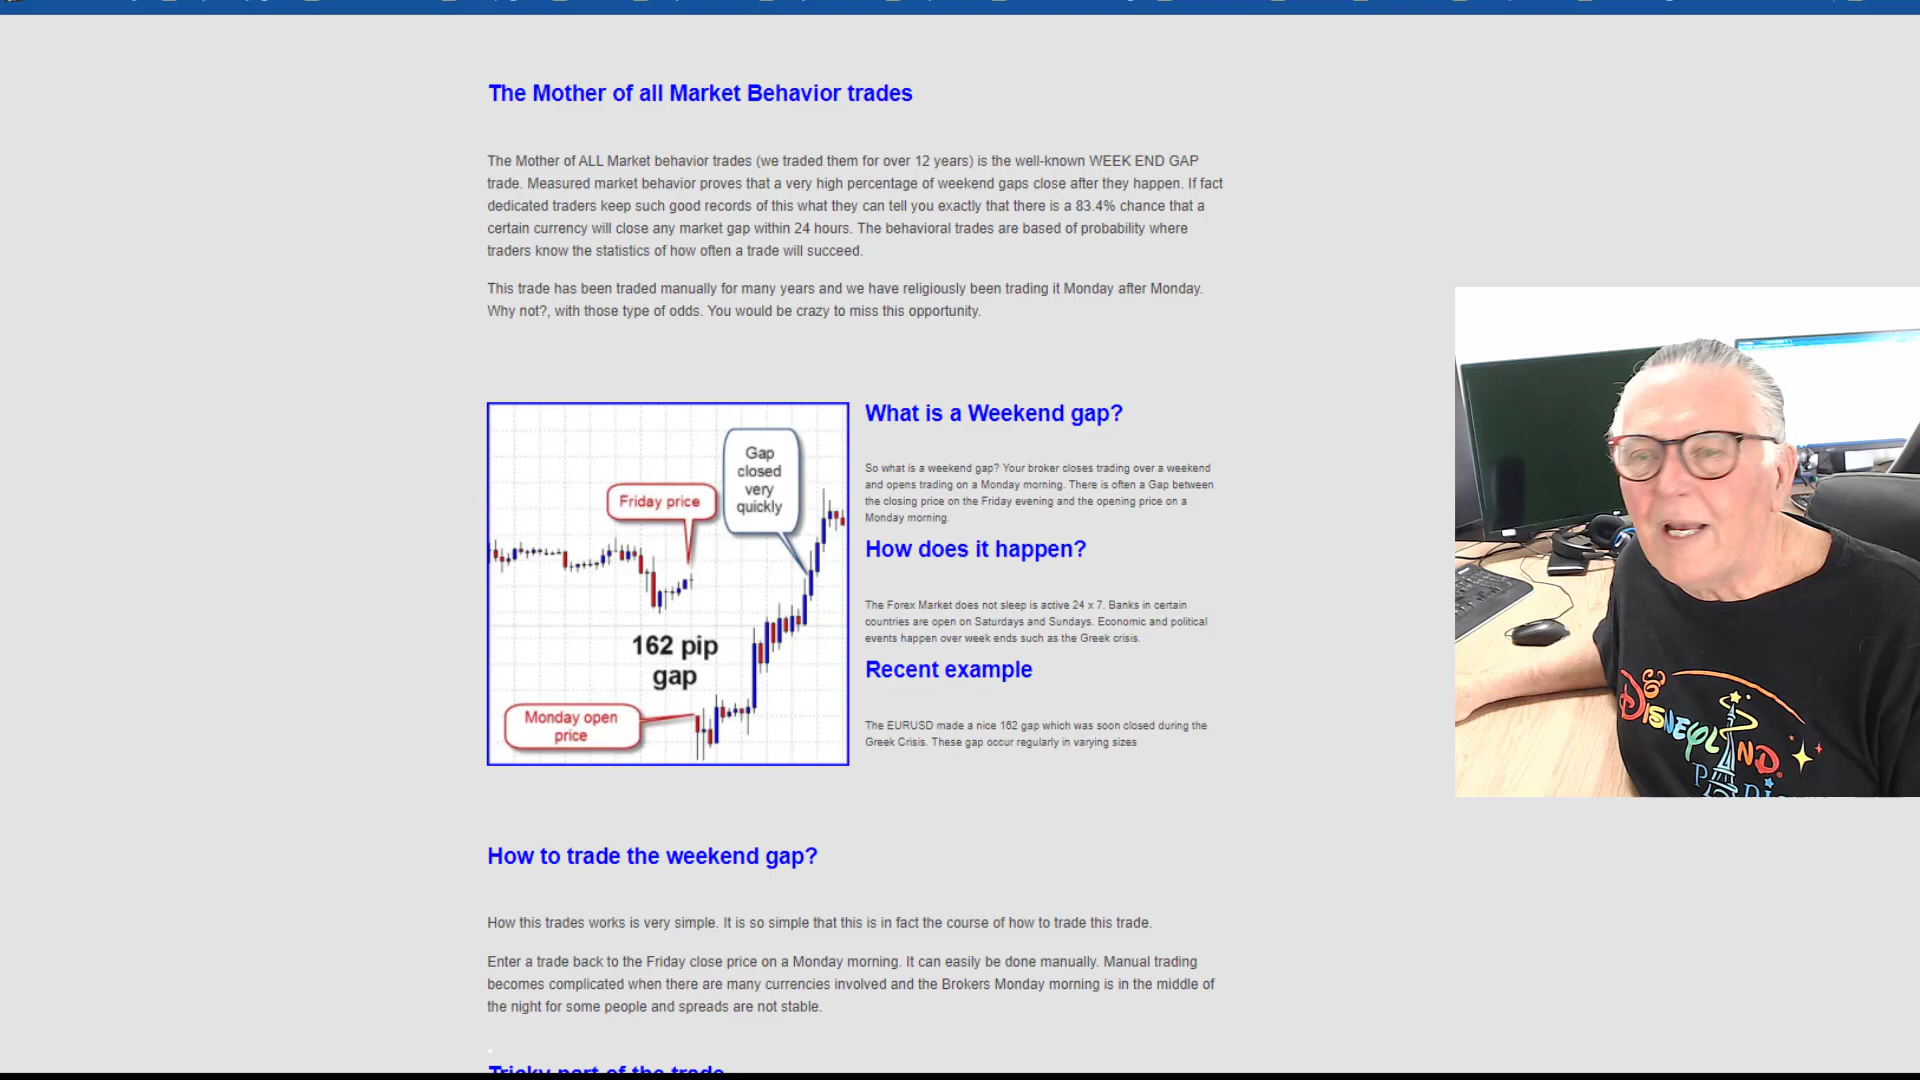 The Mother of all Market Behavior trades
The Mother of ALL Market behavior trades (we traded them for over 12 years) is the well-known WEEK END GAP
trade. Measured market behavior proves that a very high percentage of weekend gaps close after they happen. If fact
dedicated traders keep such good records of this what they can tell you exactly that there is a 83.4% chance that a
certain currency will close any market gap within 24 hours. The behavioral trades are based of probability where
traders know the statistics of how often a trade will succeed.
This trade has been traded manually for many years and we have religiously been trading it Monday after Monday.
Why not?, with those type of odds. You would be crazy to miss this opportunity.
Gap
closed
very
quickly
Friday price
162 pip
gap
Monday open
price
What is a Weekend gap?
So what is a weekend gap? Your broker closes trading over a weekend
and opens trading on a Monday morning. There is often a Gap between
the closing price on the Friday evening and the opening price on a
Monday morning.
How does it happen?
The Forex Market does not sleep is active 24 x 7. Banks in certain
countries are open on Saturdays and Sundays. Economic and political
events happen over week ends such as the Greek crisis.
Recent example
The EURUSD made a nice 162 gap which was soon closed during the
Greek Crisis. These gap occur regularly in varying sizes
DISNEYLAND
How to trade the weekend gap?
How this trades works is very simple. It is so simple that this is in fact the course of how to trade this trade.
Enter a trade back to the Friday close price on a Monday morning. It can easily be done manually. Manual trading
becomes complicated when there are many currencies involved and the Brokers Monday morning is in the middle of
the night for some people and spreads are not stable.
Tricky part of the trade